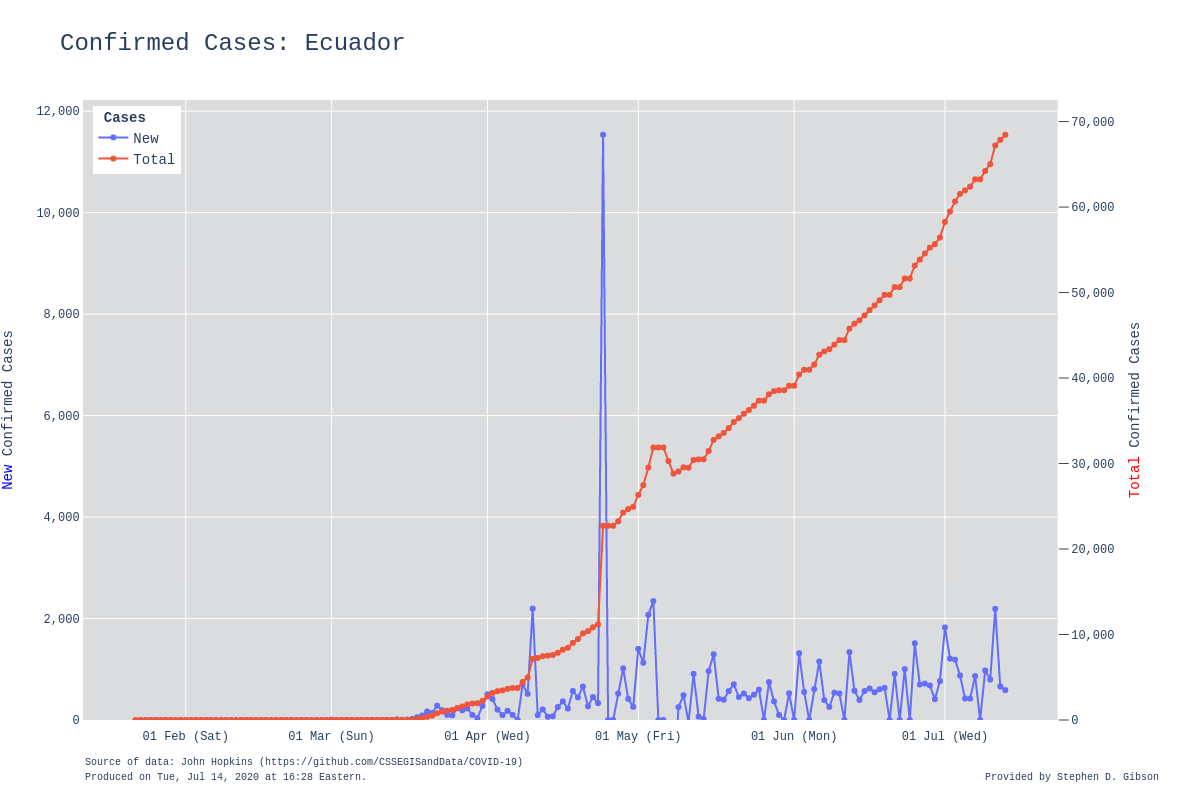 Confirmed Cases: Ecuador
Cases
New
Total
12,000
10,000
8,000
6,000
4,000
2,000
0
New Confirmed Cases
70,000
60,000
50,000
40,000
30,000
20,000
10,000
0
Total Confirmed Cases
01 Feb (Sat)
01 Mar (Sun)
01 Apr (Wed)
01 May (Fri)
01 Jun (Mon)
01 Jul (Wed)
Source of data: John Hopkins (https://github.com/CSSEGISandData/COVID-19)
Produced on Tue, Jul 14, 2020 at 16:28 Eastern.
Provided by Stephen D. Gibson